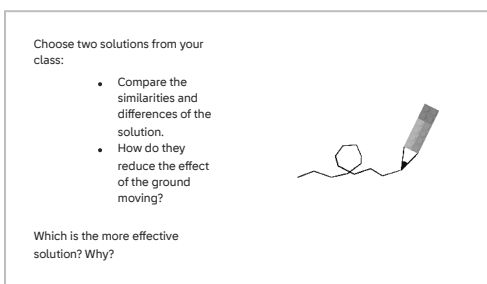 Choose two solutions from your
class:
• Compare the
similarities and
differences of the
solution.
• How do they
reduce the effect
of the ground
moving?
Which is the more effective
solution? Why?